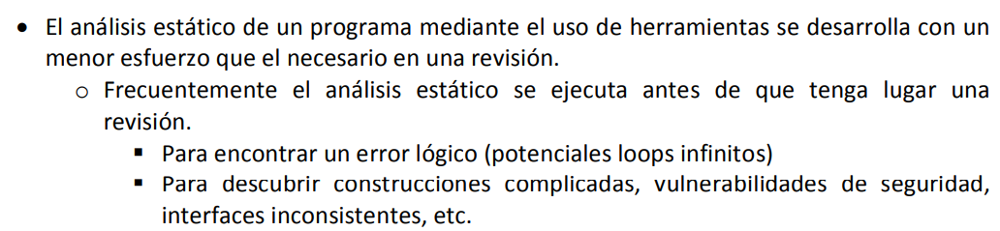 • El análisis estático de un programa mediante el uso de herramientas se desarrolla con un
menor esfuerzo que el necesario en una revisión.
o Frecuentemente el análisis estático se ejecuta antes de que tenga lugar una
revisión.
▪ Para encontrar un error lógico (potenciales loops infinitos)
▪ Para descubrir construcciones complicadas, vulnerabilidades de seguridad,
interfaces inconsistentes, etc.